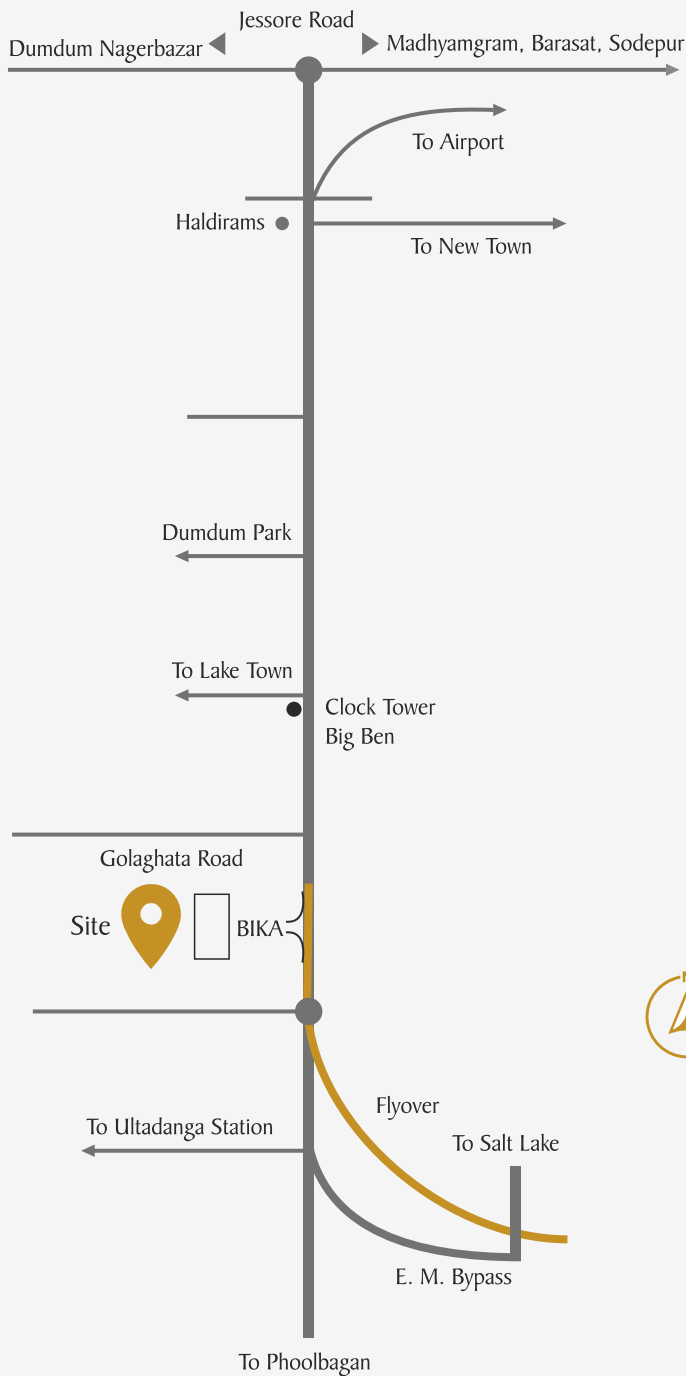 Jessore Road
Dumdum Nagerbazar
Madhyamgram, Barasat, Sodepur
To Airport
Haldirams
To New Town
Dumdum Park
To Lake Town
Clock Tower
Big Ben
Golaghata Road
Site
BIKA
Flyover
To Ultadanga Station
To Salt Lake
E. M. Bypass
To Phoolbagan